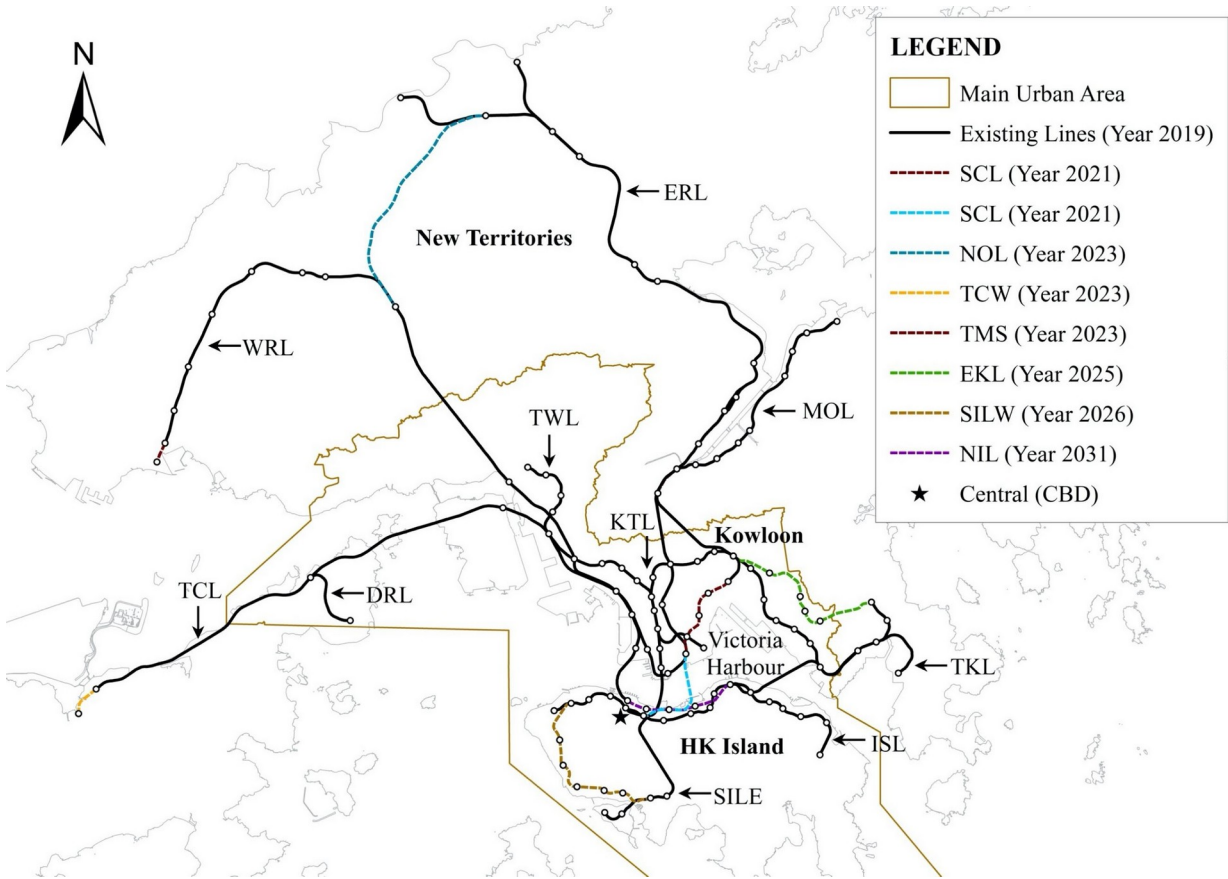 N
LEGEND
Main Urban Area
Existing Lines (Year 2019)
SCL (Year 2021)
SCL (Year 2021)
NOL (Year 2023)
TCW (Year 2023)
TMS (Year 2023)
EKL (Year 2025)
SILW (Year 2026)
NIL (Year 2031)
Central (CBD)
ERL
New Territories
WRL
MOL
TWL
KTL
Kowloon
TCL
DRL
Victoria
Harbour
TKL
HK Island
ISL
SILE